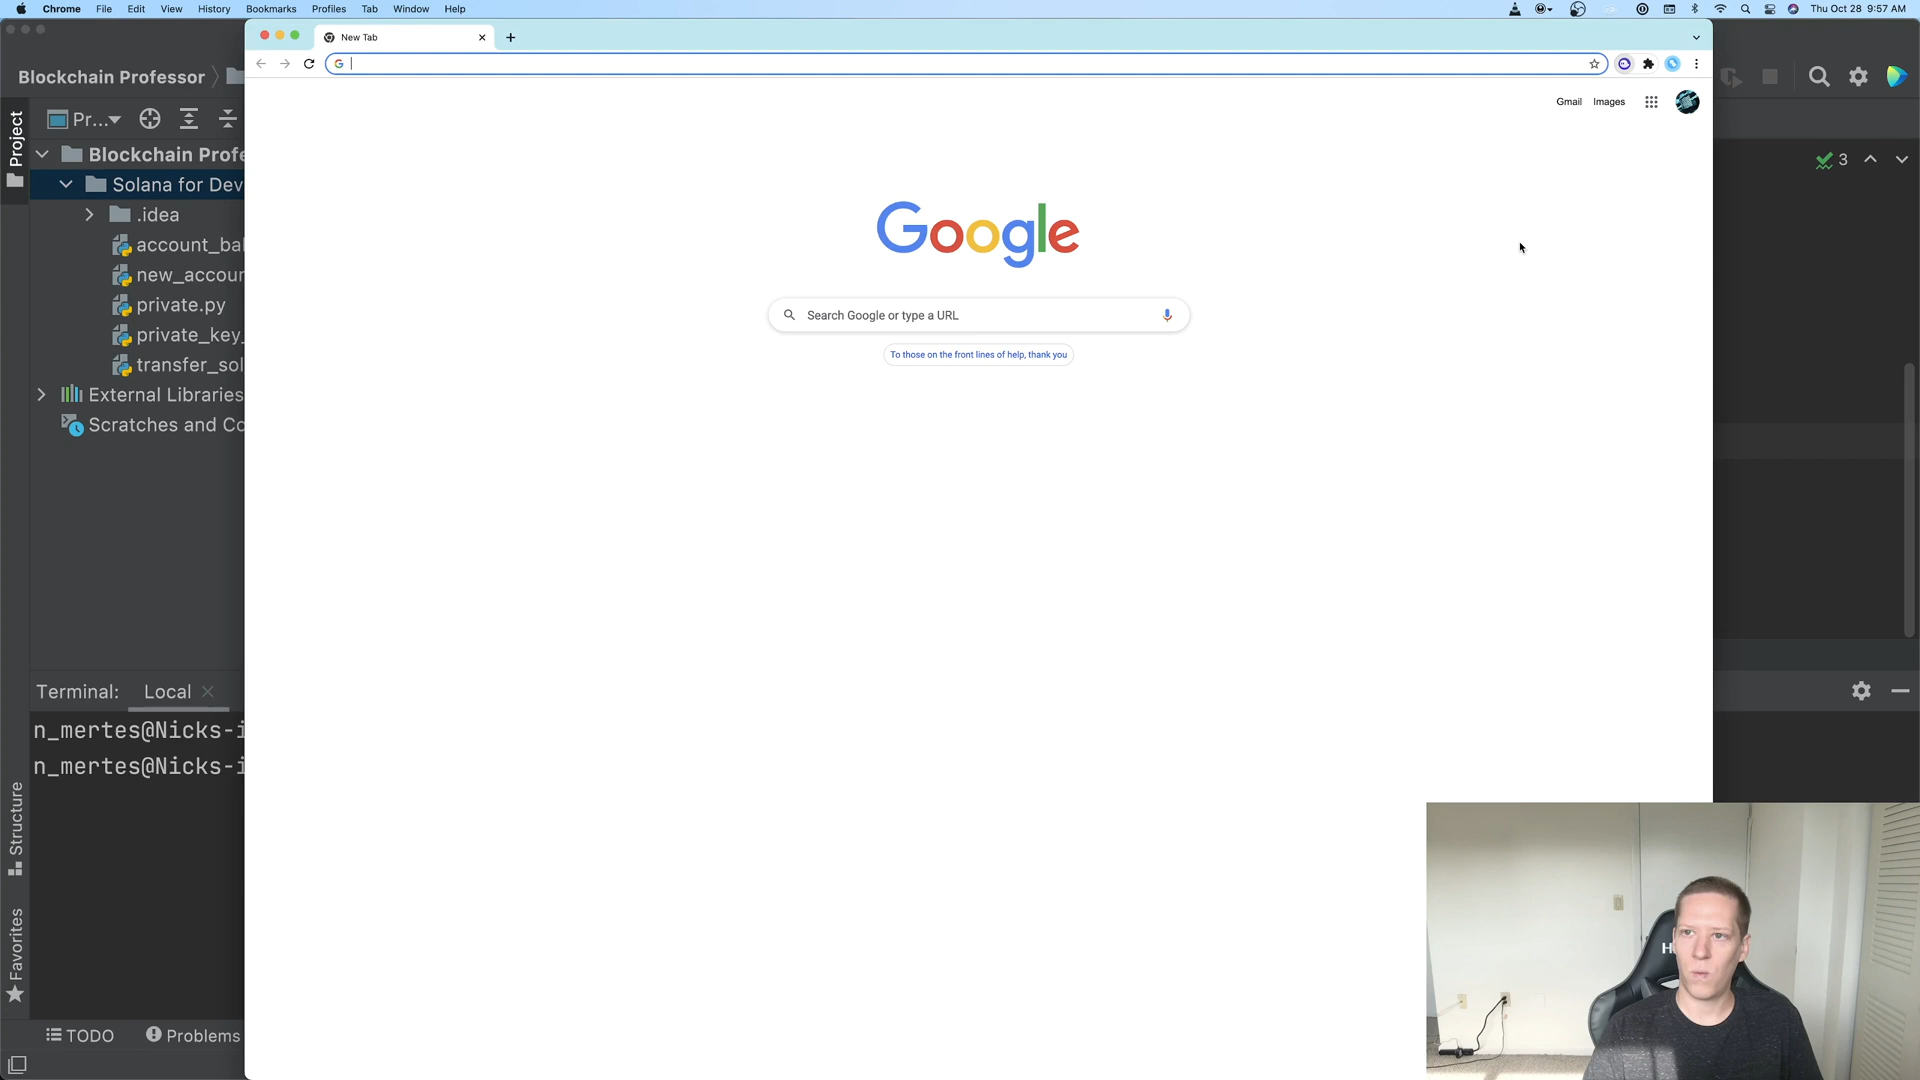 Chrome File Edit View History Bookmarks Profiles Tab Window Help Thu Oct 28 9:57 AM
New Tab
Blockchain Professor
Gmail Images
Project
Pr...
Blockchain Profe
3
Solana for Dev
.idea
account_bal
new_accour
private.py
private_key_
transfer_sol
External Libraries
Scratches and Co
Google
Search Google or type a URL
To those on the front lines of help, thank you
Terminal: Local
n_mertes@Nicks-i
n_mertes@Nicks-i
Structure
Favorites
TODO Problems
H